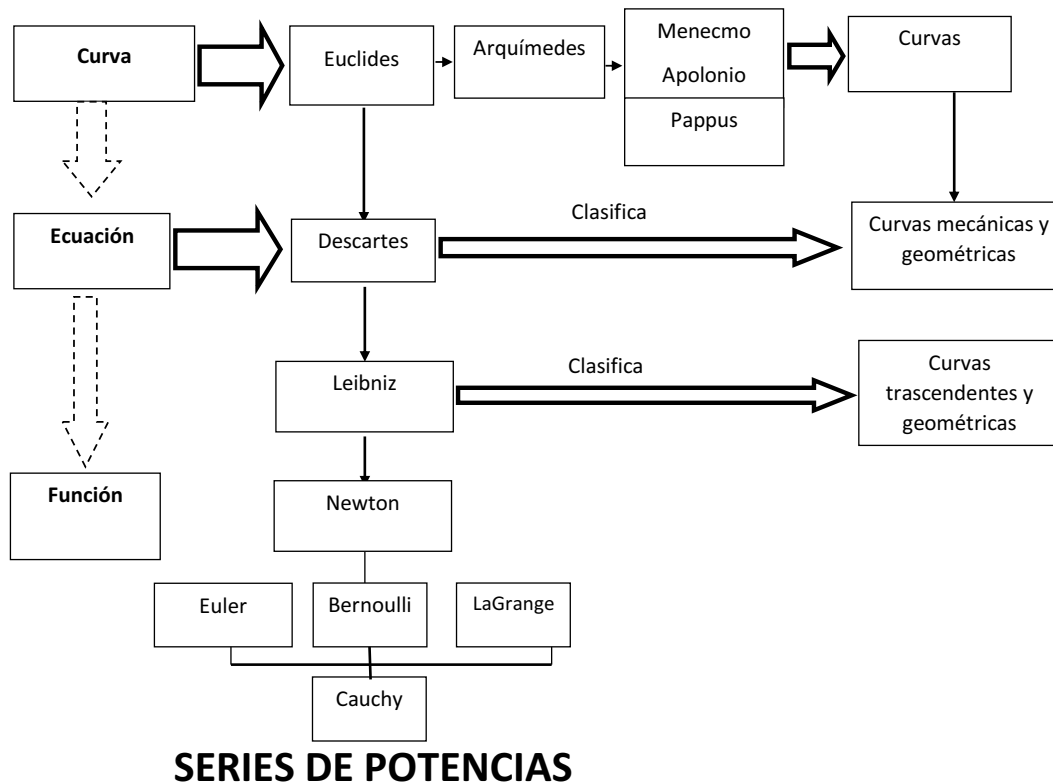 Curva
Euclides
Arquímedes
Menecmo
Apolonio
Pappus
Curvas
Ecuación
Descartes
Clasifica
Curvas mecánicas y
geométricas
Leibniz
Clasifica
Curvas
trascendentes y
geométricas
Función
Newton
Euler
Bernoulli
LaGrange
Cauchy
SERIES DE POTENCIAS